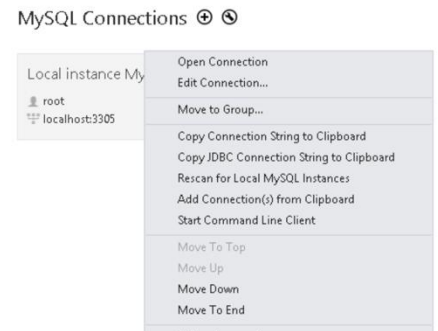 MySQL Connections
Local instance My
root
localhost:3305
Open Connection
Edit Connection...
Move to Group...
Copy Connection String to Clipboard
Copy JDBC Connection String to Clipboard
Rescan for Local MySQL Instances
Add Connection(s) from Clipboard
Start Command Line Client
Move To Top
Move Up
Move Down
Move To End